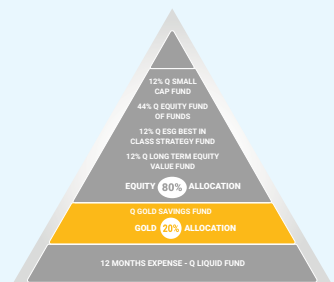 12% Q SMALL
CAP FUND
44% Q EQUITY FUND
OF FUNDS
12% Q ESG BEST IN
CLASS STRATEGY FUND
12% Q LONG TERM EQUITY
VALUE FUND
EQUITY 80% ALLOCATION
Q GOLD SAVINGS FUND
GOLD 20% ALLOCATION
12 MONTHS EXPENSE - Q LIQUID FUND